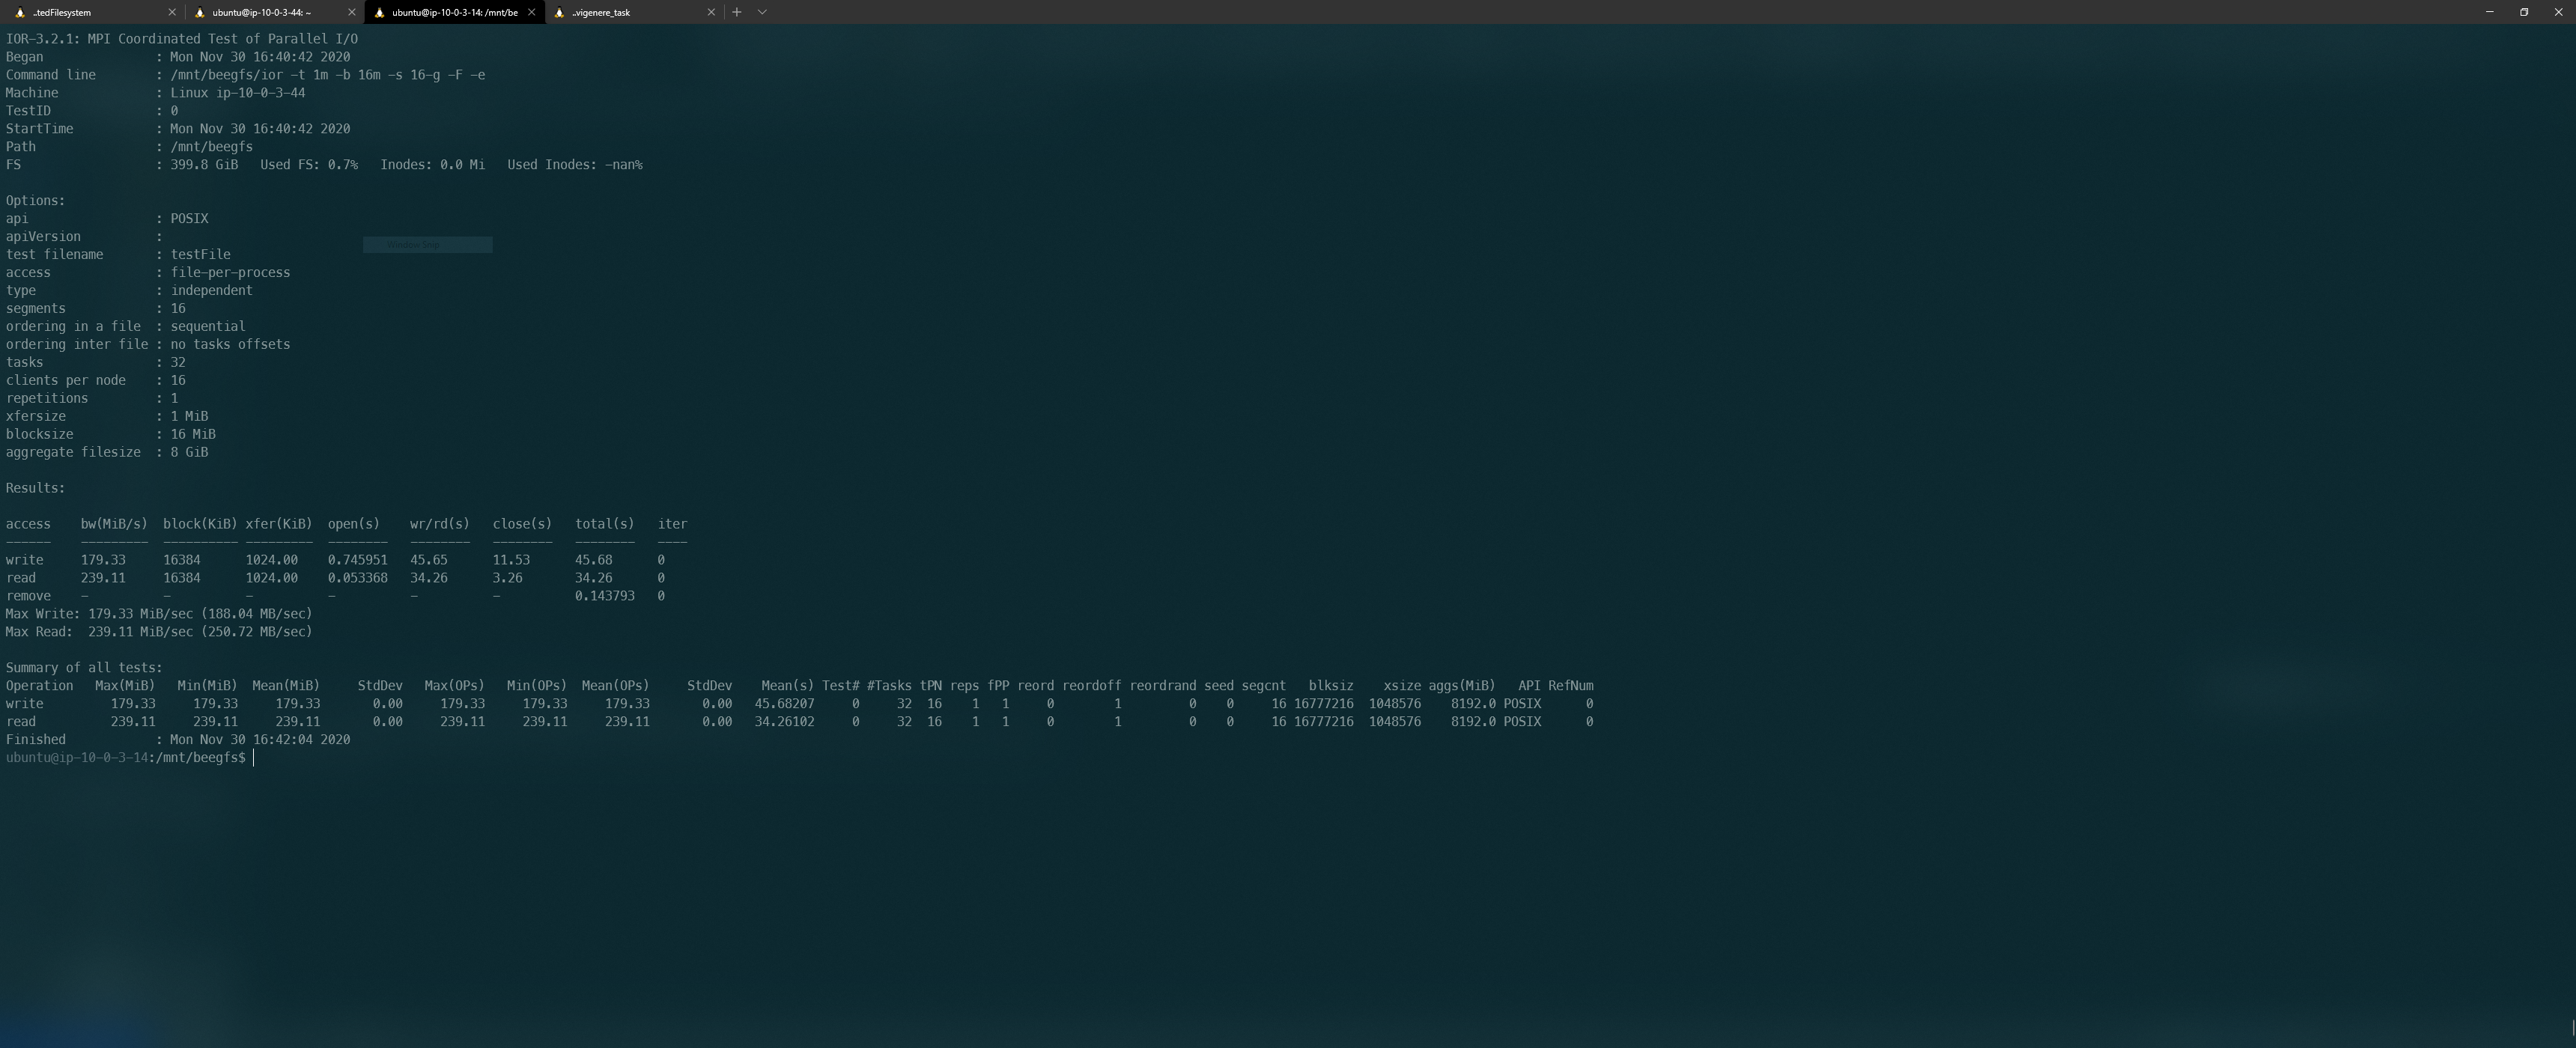 ..tedFilesystem ubuntu@ip-10-0-3-44: ~ ubuntu@ip-10-0-3-14: /mnt/be ..vigenere_task
IOR-3.2.1: MPI Coordinated Test of Parallel I/O
Began               : Mon Nov 30 16:40:42 2020
Command line        : /mnt/beegfs/ior -t 1m -b 16m -s 16-g -F -e
Machine             : Linux ip-10-0-3-44
TestID              : 0
StartTime           : Mon Nov 30 16:40:42 2020
Path                : /mnt/beegfs
FS                  : 399.8 GiB   Used FS: 0.7%   Inodes: 0.0 Mi   Used Inodes: -nan%
Options:
api                 : POSIX
apiVersion          :
Window Snip
test filename       : testFile
access              : file-per-process
type                : independent
segments            : 16
ordering in a file  : sequential
ordering inter file : no tasks offsets
tasks               : 32
clients per node    : 16
repetitions         : 1
xfersize            : 1 MiB
blocksize           : 16 MiB
aggregate filesize  : 8 GiB
Results:
access    bw(MiB/s)  block(KiB) xfer(KiB)  open(s)    wr/rd(s)   close(s)   total(s)   iter
------    ---------  ---------- ---------  --------   --------   --------   --------   ----
write     179.33     16384      1024.00    0.745951   45.65      11.53      45.68      0
read      239.11     16384      1024.00    0.053368   34.26      3.26       34.26      0
remove    -          -          -          -          -          -          0.143793   0
Max Write: 179.33 MiB/sec (188.04 MB/sec)
Max Read:  239.11 MiB/sec (250.72 MB/sec)
Summary of all tests:
Operation   Max(MiB)   Min(MiB)  Mean(MiB)     StdDev   Max(OPs)   Min(OPs)  Mean(OPs)     StdDev    Mean(s) Test# #Tasks tPN reps fPP reord reordoff reordrand seed segcnt   blksiz    xsize aggs(MiB)   API RefNum
write         179.33     179.33     179.33       0.00     179.33     179.33     179.33       0.00   45.68207     0     32  16    1   1     0        1         0    0     16 16777216  1048576    8192.0 POSIX      0
read          239.11     239.11     239.11       0.00     239.11     239.11     239.11       0.00   34.26102     0     32  16    1   1     0        1         0    0     16 16777216  1048576    8192.0 POSIX      0
Finished            : Mon Nov 30 16:42:04 2020
ubuntu@ip-10-0-3-14:/mnt/beegfs$